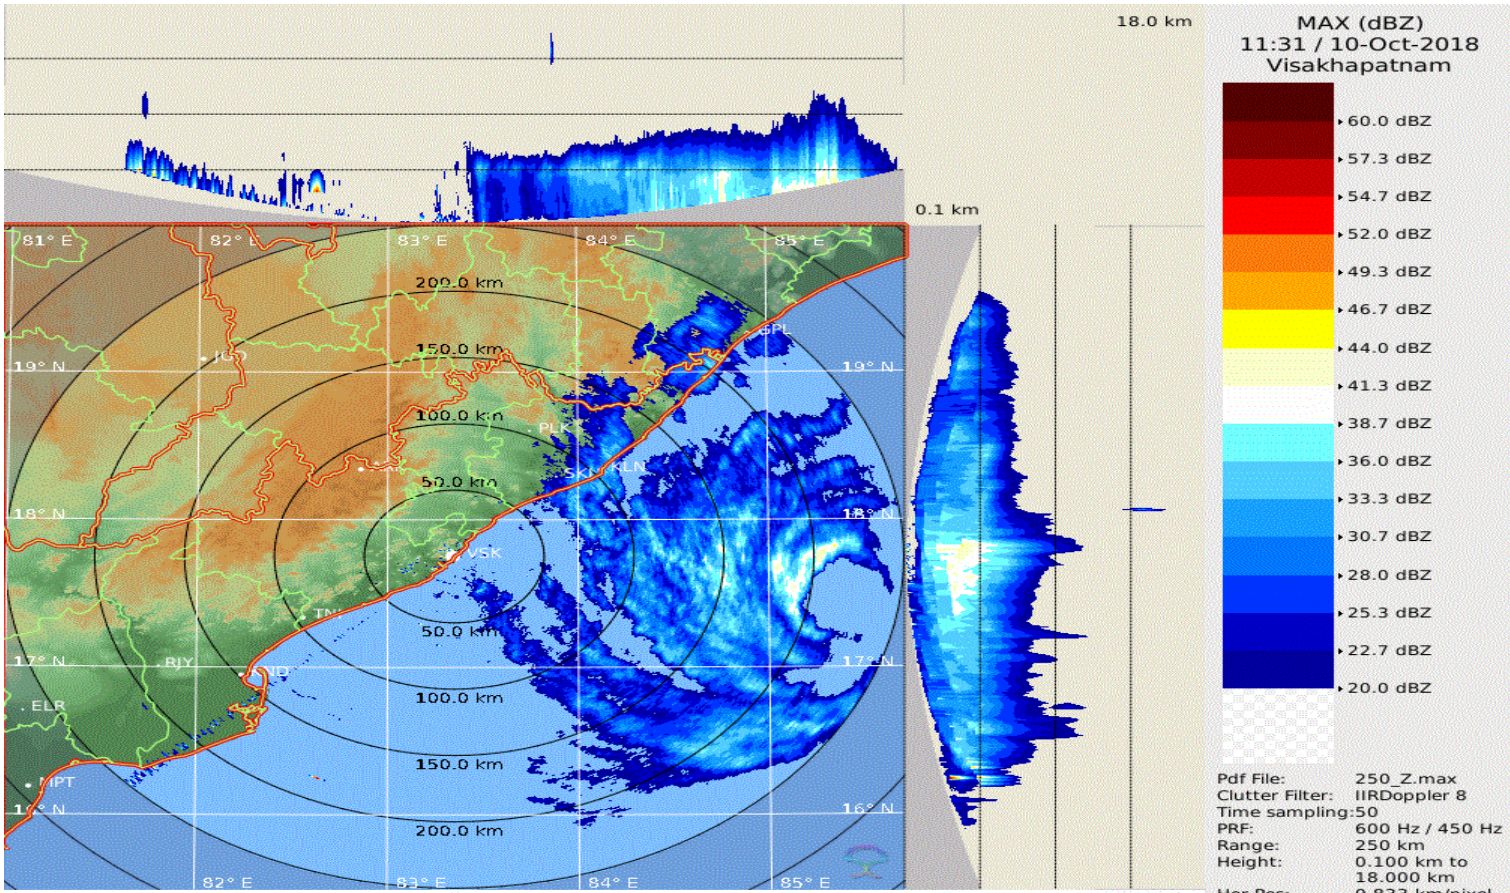 18.0 km
MAX (dBZ)
11:31 / 10-Oct-2018
Visakhapatnam
60.0 dBZ
57.3 dBZ
54.7 dBZ
52.0 dBZ
49.3 dBZ
46.7 dBZ
44.0 dBZ
41.3 dBZ
38.7 dBZ
36.0 dBZ
33.3 dBZ
30.7 dBZ
28.0 dBZ
25.3 dBZ
22.7 dBZ
20.0 dBZ
0.1 km
81° E 82° E 83° E 84° E 85° E
200.0 km
GPL
150.0 km
19° N 19° N
100.0 km
PLK
SKM KLN
50.0 km
18° N 18° N
VSK
TNI
50.0 km
17° N 17° N
RJY
KND
100.0 km
ELR
150.0 km
MPT
16° N 16° N
200.0 km
82° E 83° E 84° E 85° E
Pdf File: 250_Z.max
Clutter Filter: IIRDoppler 8
Time sampling:50
PRF: 600 Hz / 450 Hz
Range: 250 km
Height: 0.100 km to
18.000 km